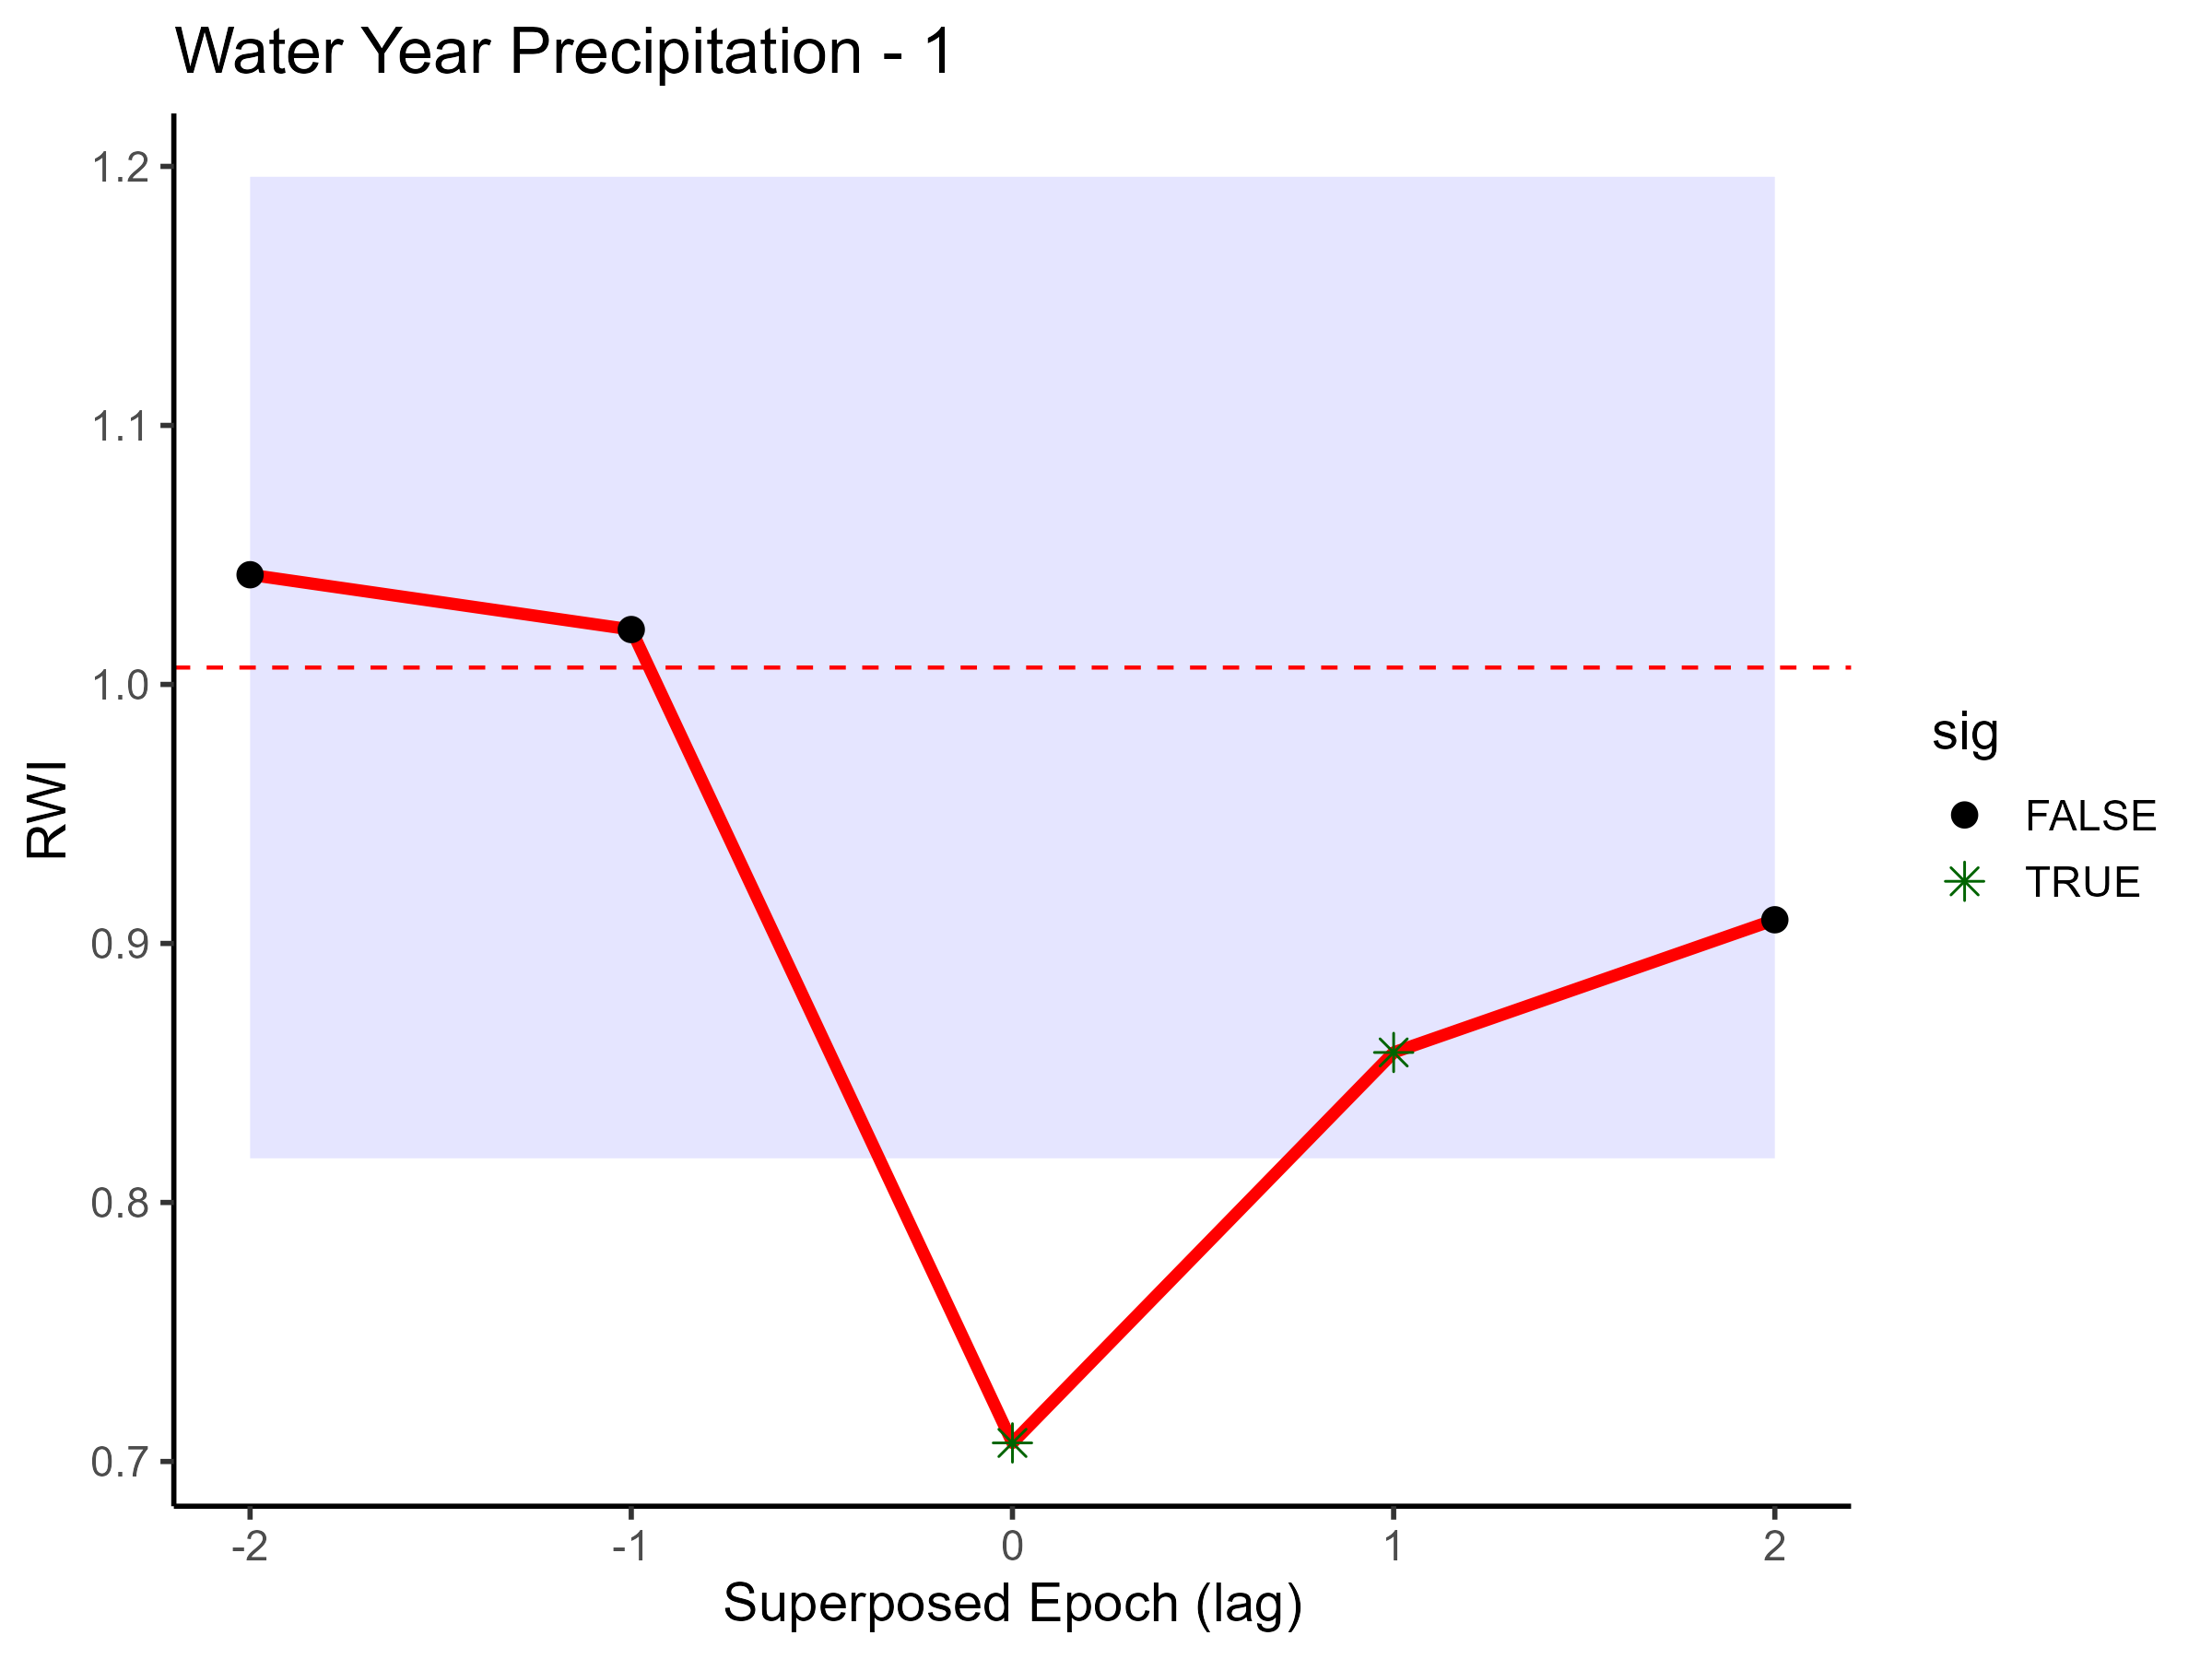 Water Year Precipitation - 1
1.2
1.1
1.0
0.9
0.8
0.7
RWI
-2 -1 0 1 2
Superposed Epoch (lag)
sig
FALSE
TRUE